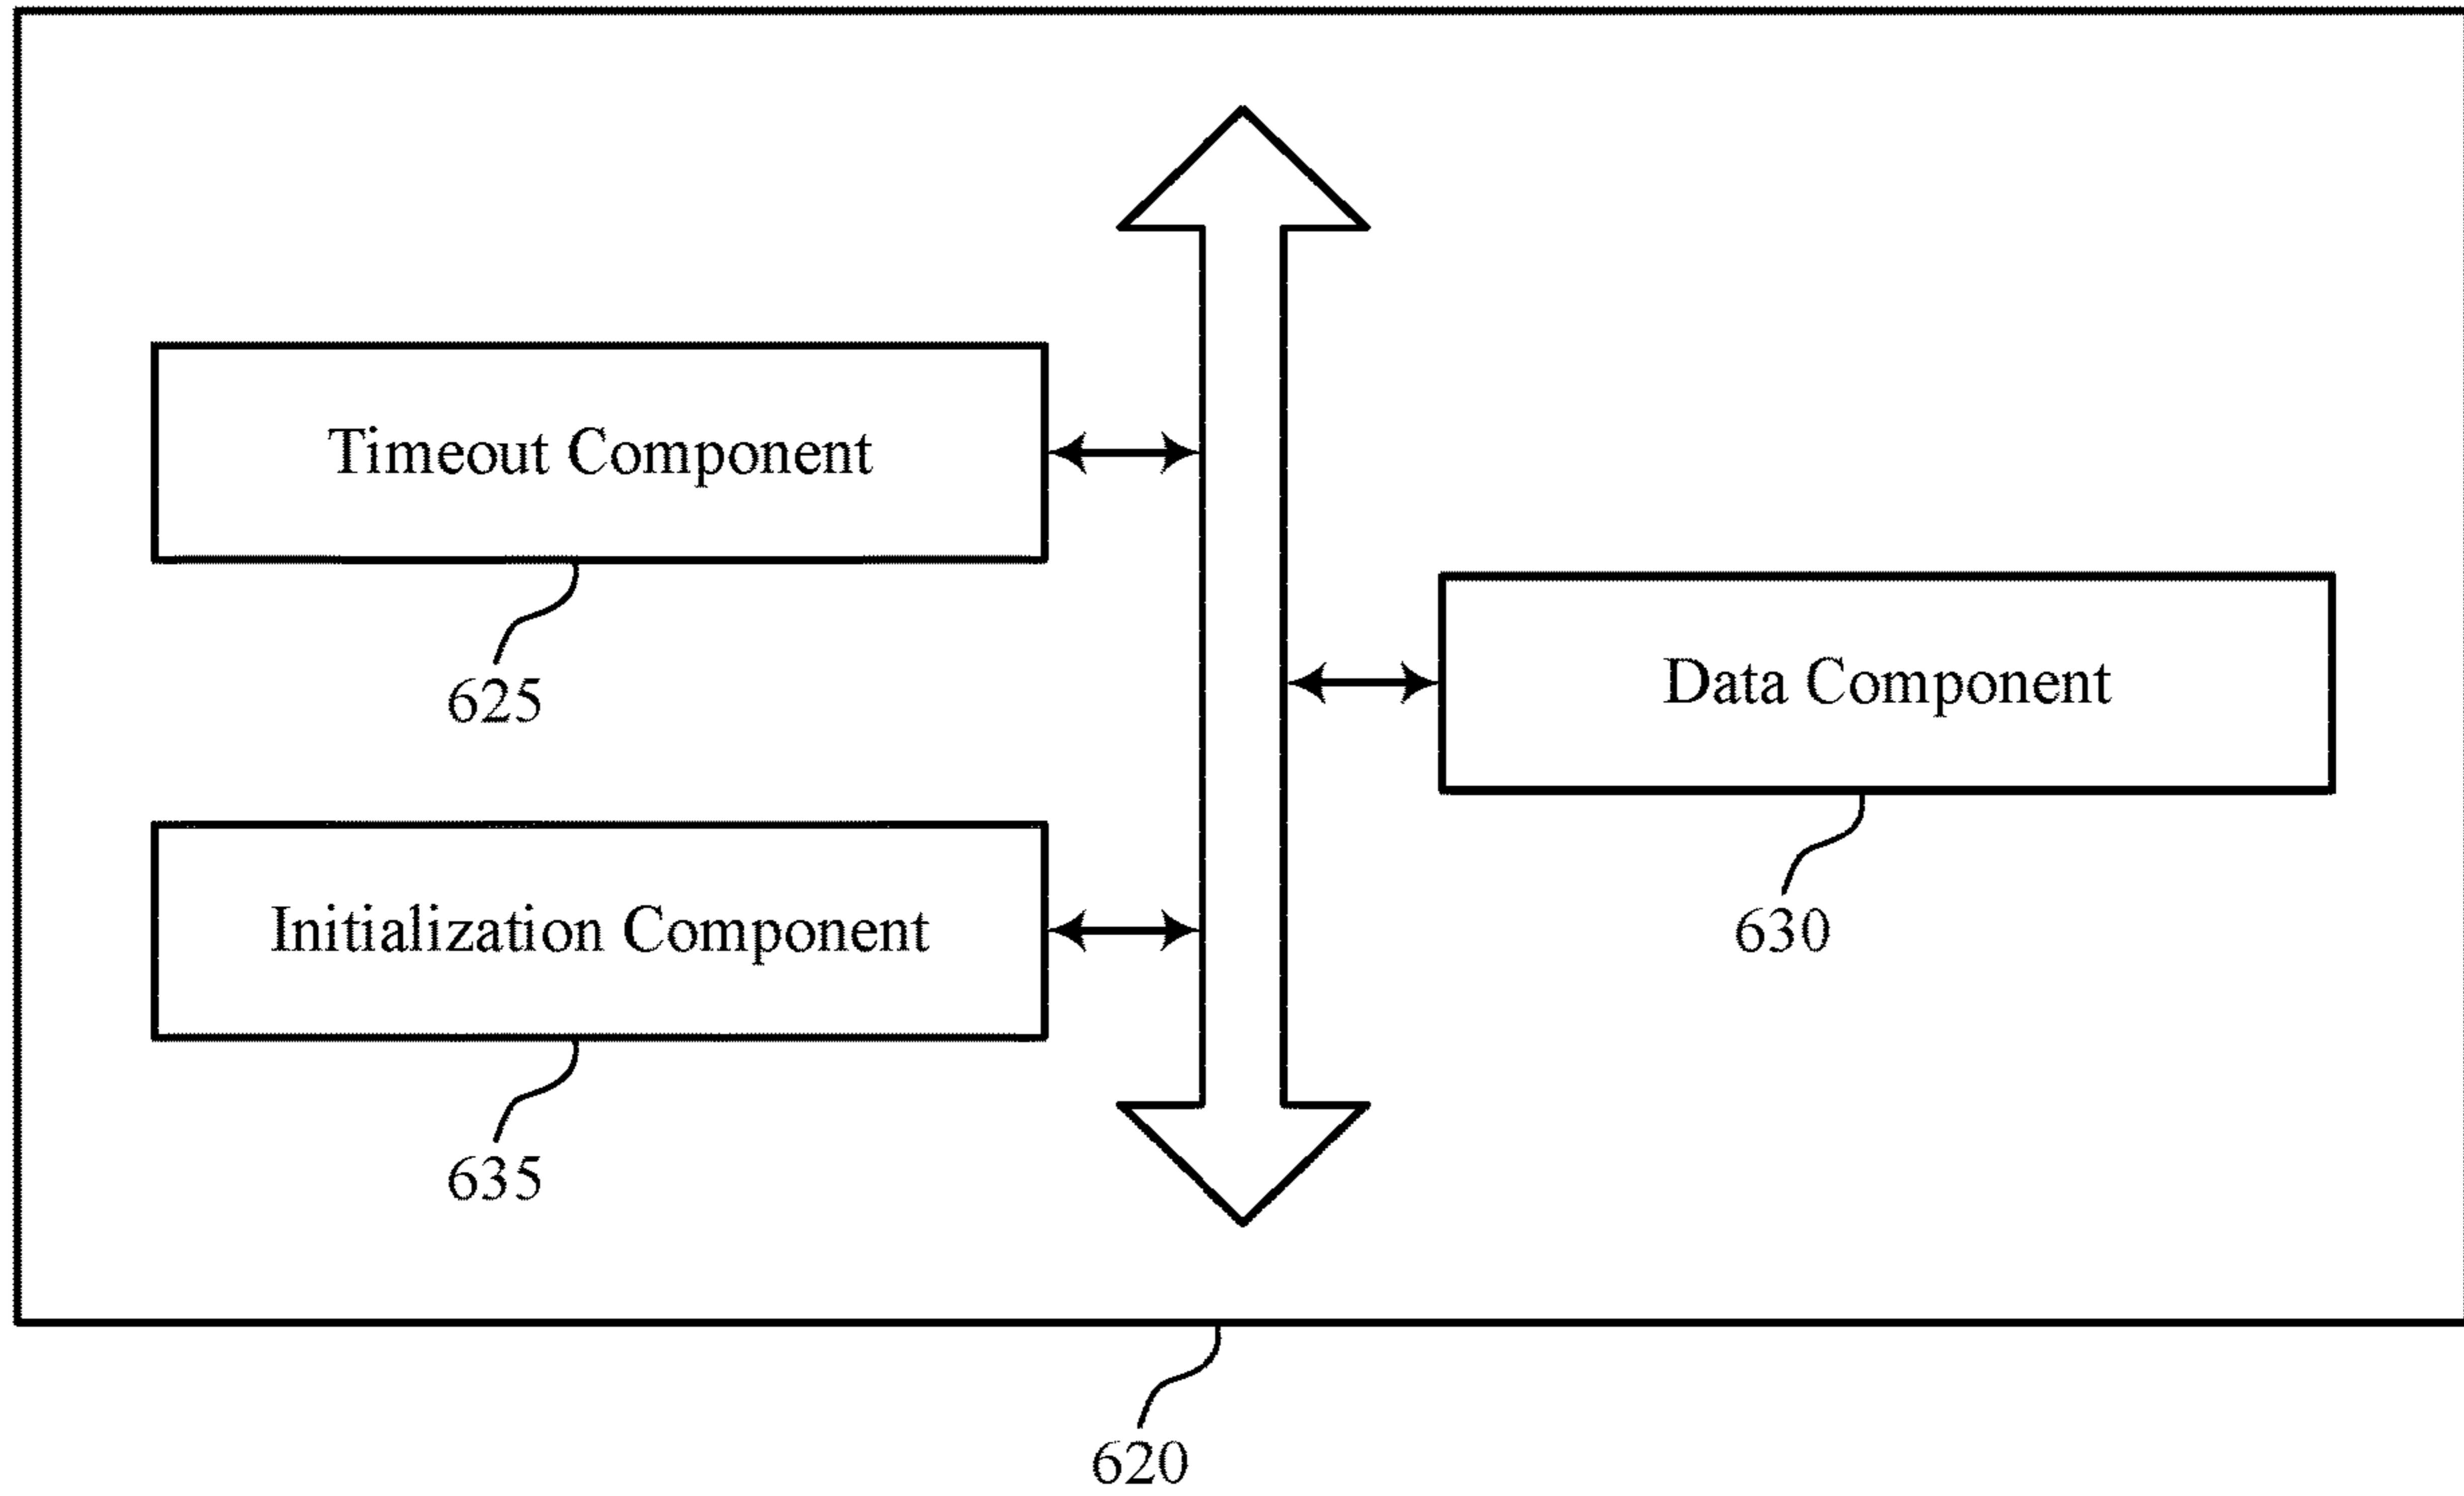 Timeout Component
625
Data Component
630
Initialization Component
635
620